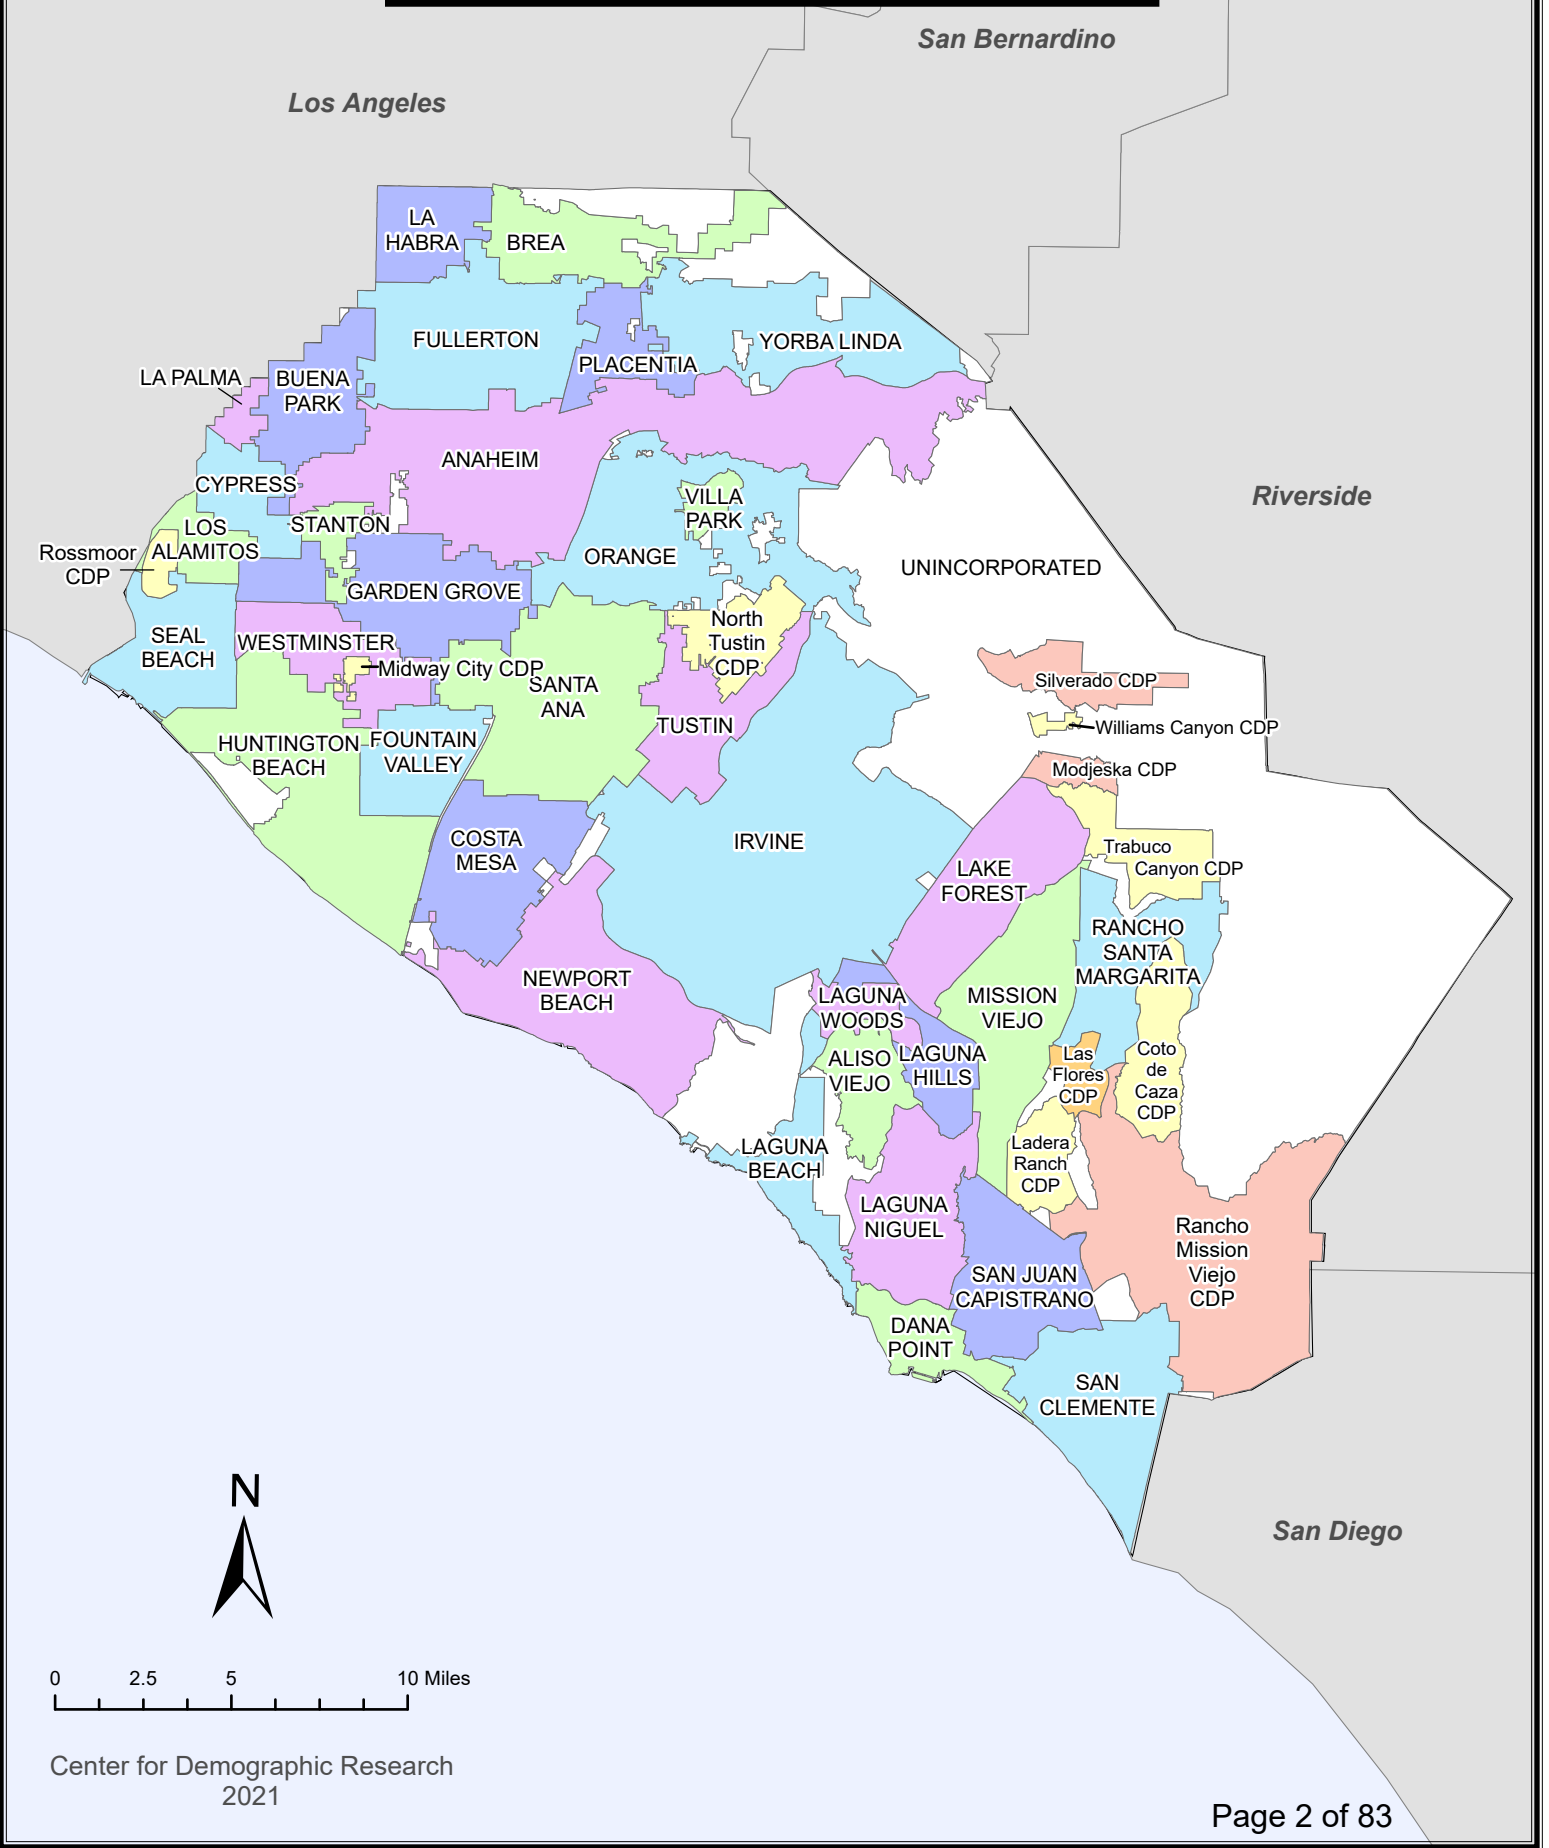 San Bernardino
Los Angeles
LA
HABRA
BREA
FULLERTON
YORBA LINDA
PLACENTIA
LA PALMA
BUENA
PARK
ANAHEIM
CYPRESS
VILLA
PARK
Riverside
STANTON
LOS
ALAMITOS
Rossmoor
CDP
ORANGE
UNINCORPORATED
GARDEN GROVE
North
Tustin
CDP
SEAL
BEACH
WESTMINSTER
Midway City CDP
SANTA
ANA
Silverado CDP
TUSTIN
Williams Canyon CDP
HUNTINGTON
BEACH
FOUNTAIN
VALLEY
Modjeska CDP
COSTA
MESA
IRVINE
Trabuco
Canyon CDP
LAKE
FOREST
RANCHO
SANTA
MARGARITA
NEWPORT
BEACH
LAGUNA
WOODS
MISSION
VIEJO
ALISO
VIEJO
LAGUNA
HILLS
Las
Flores
CDP
Coto
de
Caza
CDP
LAGUNA
BEACH
Ladera
Ranch
CDP
LAGUNA
NIGUEL
Rancho
Mission
Viejo
CDP
SAN JUAN
CAPISTRANO
DANA
POINT
SAN
CLEMENTE
N
San Diego
0 2.5 5 10 Miles
Center for Demographic Research
2021
Page 2 of 83